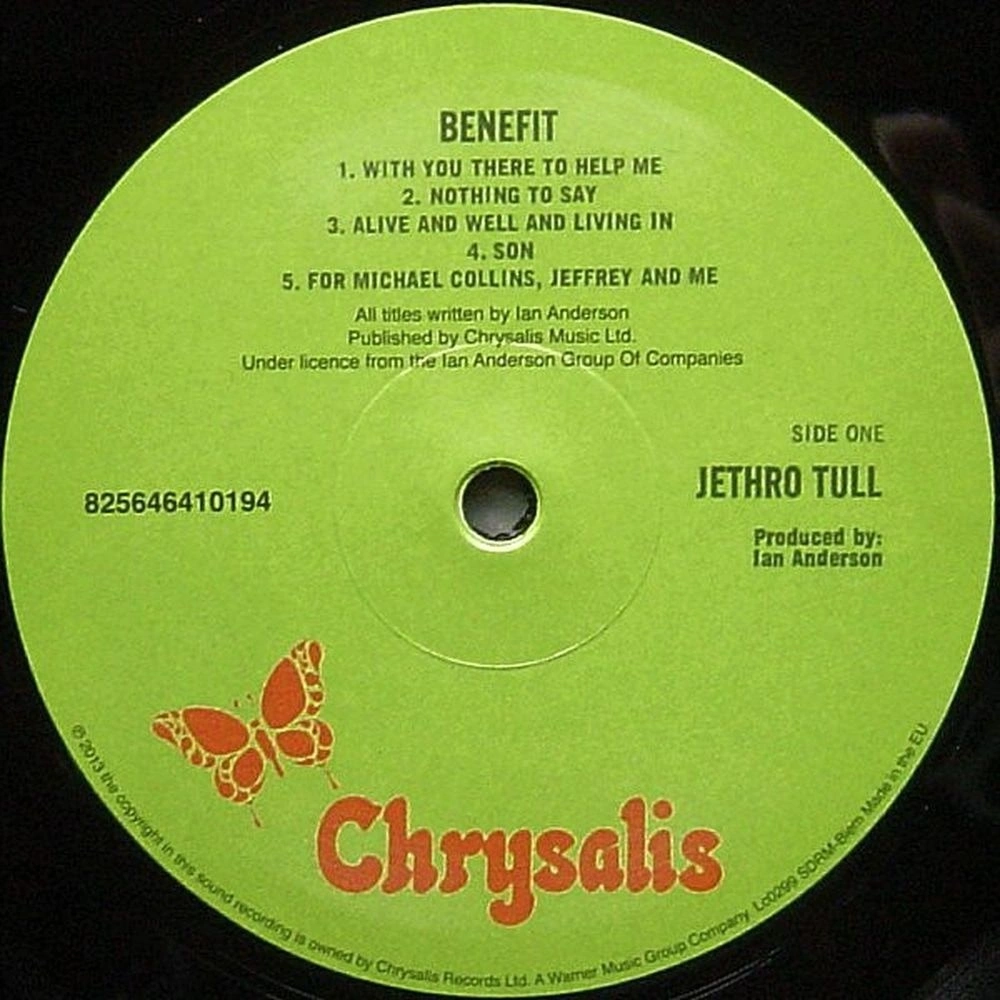 BENEFIT
1. WITH YOU THERE TO HELP ME
2. NOTHING TO SAY
3. ALIVE AND WELL AND LIVING IN
4. SON
5. FOR MICHAEL COLLINS, JEFFREY AND ME
All titles written by Ian Anderson
Published by Chrysalis Music Ltd.
Under licence from the Ian Anderson Group Of Companies
SIDE ONE
JETHRO TULL
825646410194
Produced by:
Ian Anderson
Chrysalis
℗ 2013 the copyright in this sound recording is owned by Chrysalis Records Ltd. A Warner Music Group Company Lc0299 SDRM-Biem Made in the EU